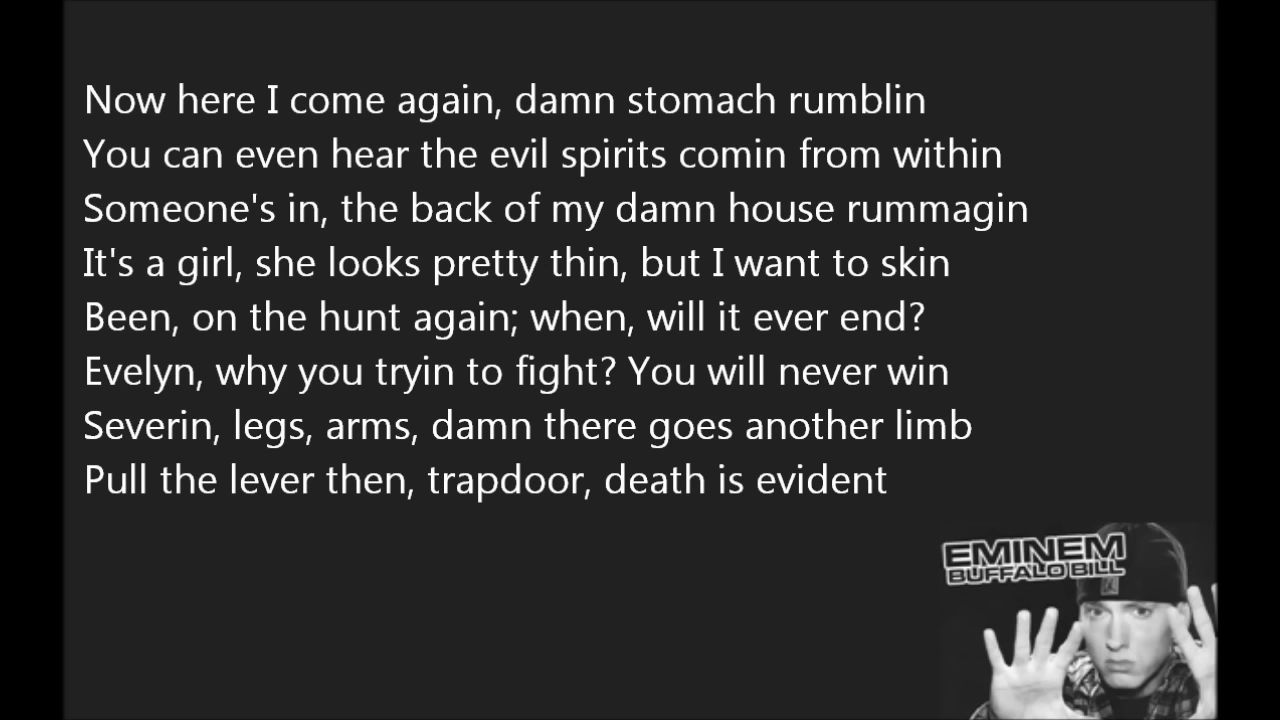 Now here I come again, damn stomach rumblin
You can even hear the evil spirits comin from within
Someone's in, the back of my damn house rummagin
It's a girl, she looks pretty thin, but I want to skin
Been, on the hunt again; when, will it ever end?
Evelyn, why you tryin to fight? You will never win
Severin, legs, arms, damn there goes another limb
Pull the lever then, trapdoor, death is evident
EMINEM
BUFFALO BILL